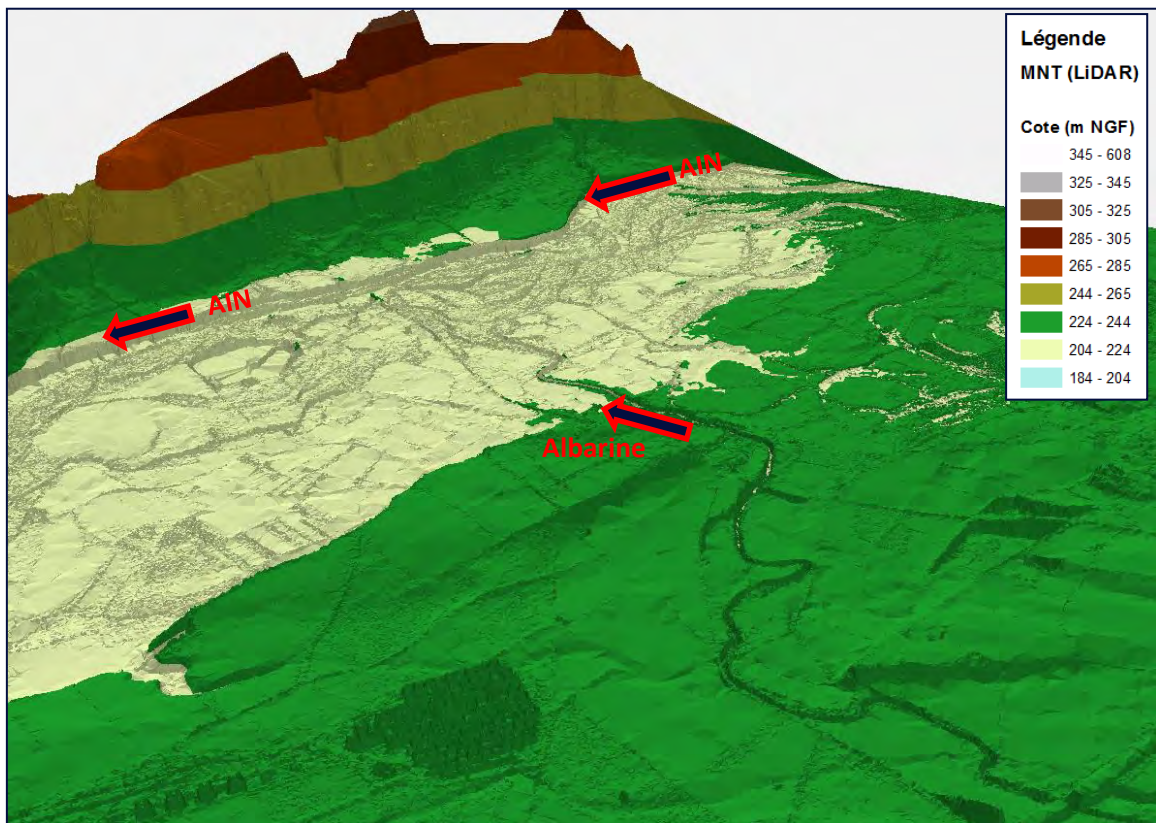 Légende
MNT (LiDAR)
Cote (m NGF)
345 - 608
325 - 345
305 - 325
285 - 305
265 - 285
244 - 265
224 - 244
204 - 224
184 - 204
AIN
AIN
Albarine